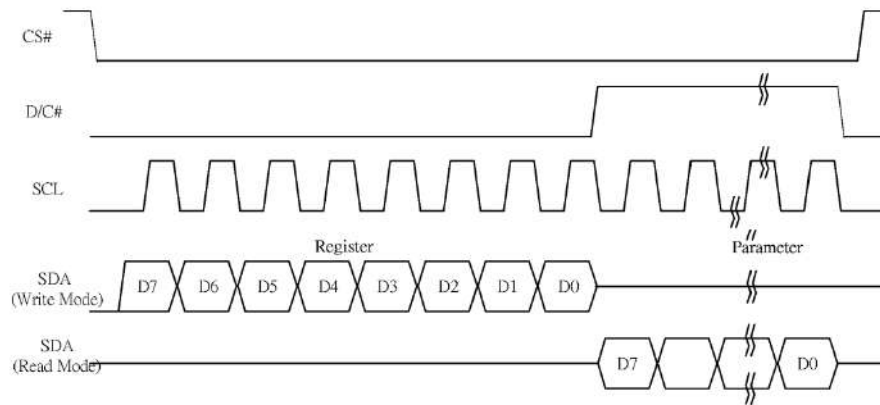 CS#
D/C#
SCL
Register
Parameter
SDA
(Write Mode)
D7 D6 D5 D4 D3 D2 D1 D0
SDA
(Read Mode)
D7 D0